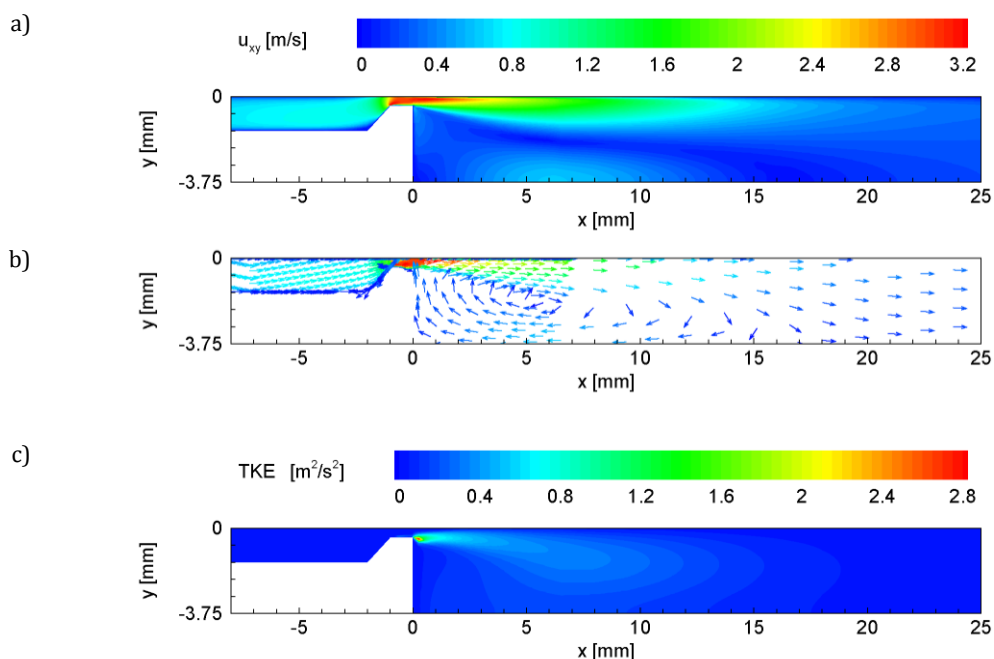 a)
u_xy [m/s]
0 0.4 0.8 1.2 1.6 2 2.4 2.8 3.2
y [mm]
0
-3.75
-5 0 5 10 15 20 25
x [mm]
b)
y [mm]
0
-3.75
-5 0 5 10 15 20 25
x [mm]
c)
TKE [m²/s²]
0 0.4 0.8 1.2 1.6 2 2.4 2.8
y [mm]
0
-3.75
-5 0 5 10 15 20 25
x [mm]